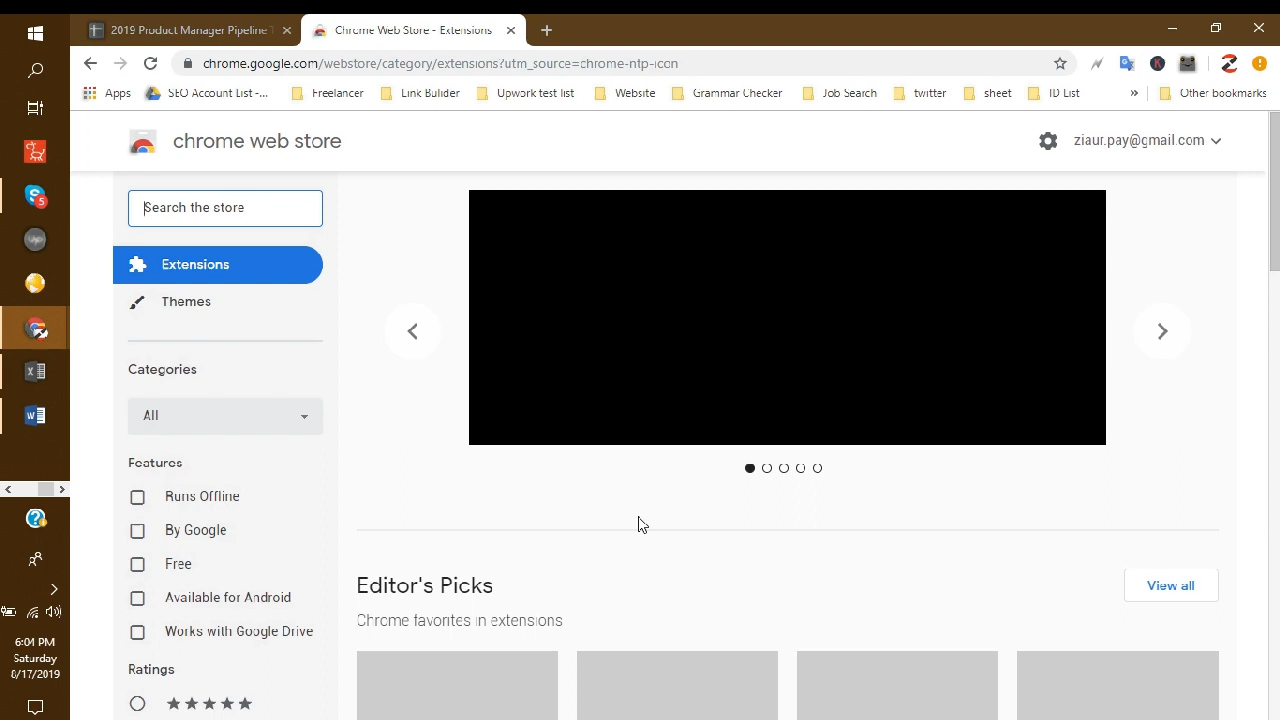 2019 Product Manager Pipeline T
Chrome Web Store - Extensions
chrome.google.com/webstore/category/extensions?utm_source=chrome-ntp-icon
Apps
SEO Account List -...
Freelancer
Link Builder
Upwork test list
Website
Grammar Checker
Job Search
twitter
sheet
ID List
»
Other bookmarks
chrome web store
ziaur.pay@gmail.com
Search the store
Extensions
Themes
Categories
All
Features
Runs Offline
By Google
Free
Available for Android
Works with Google Drive
Ratings
Editor's Picks
View all
Chrome favorites in extensions
5
6:04 PM
Saturday
8/17/2019